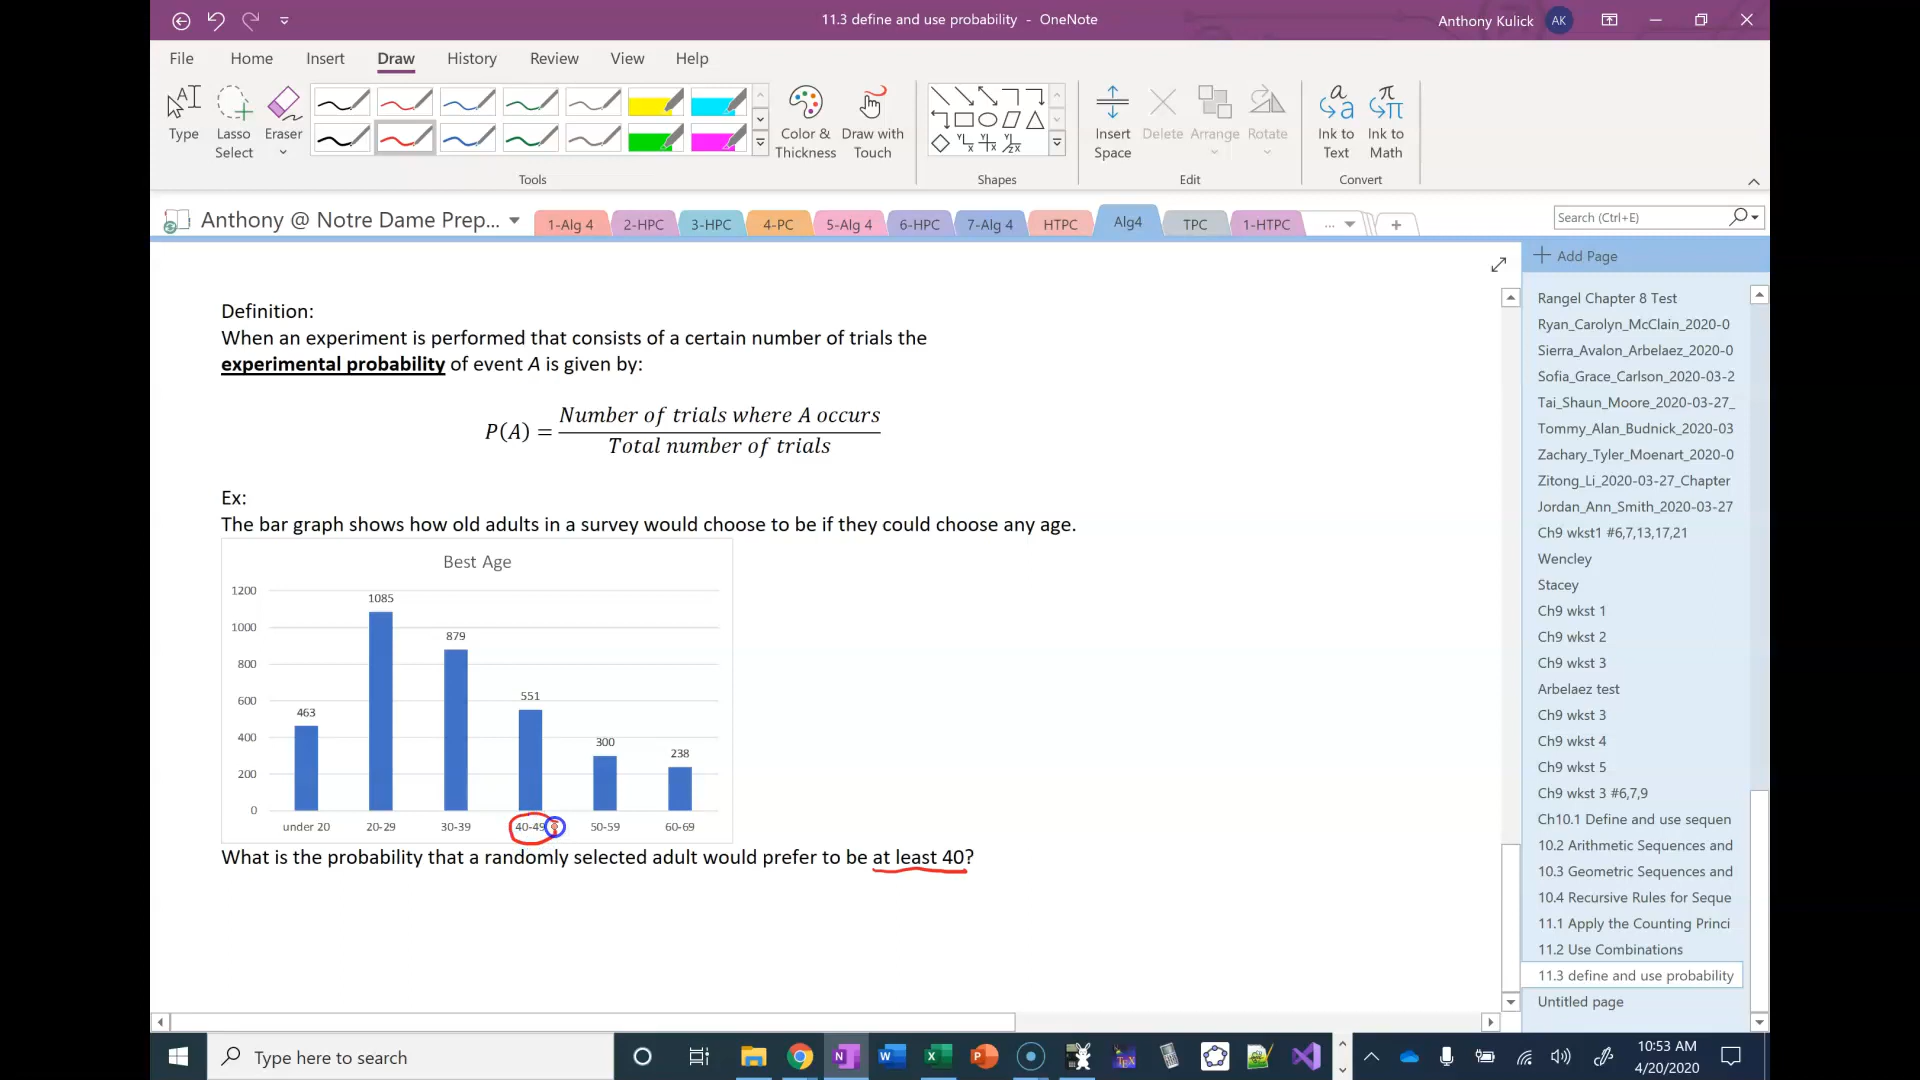 11.3 define and use probability - OneNote
Anthony Kulick
AK
File
Home
Insert
Draw
History
Review
View
Help
Type
Lasso
Select
Eraser
Color &
Thickness
Draw with
Touch
Insert
Space
Delete
Arrange
Rotate
Ink to
Text
Ink to
Math
Tools
Shapes
Edit
Convert
Anthony @ Notre Dame Prep...
1-Alg 4
2-HPC
3-HPC
4-PC
5-Alg 4
6-HPC
7-Alg 4
HTPC
Alg4
TPC
1-HTPC
...
Search (Ctrl+E)
Add Page
Definition:
When an experiment is performed that consists of a certain number of trials the
experimental probability of event A is given by:
P(A) = Number of trials where A occurs
Total number of trials
Ex:
The bar graph shows how old adults in a survey would choose to be if they could choose any age.
Best Age
1200
1000
800
600
400
200
0
463
1085
879
551
300
238
under 20
20-29
30-39
40-49
50-59
60-69
What is the probability that a randomly selected adult would prefer to be at least 40?
Rangel Chapter 8 Test
Ryan_Carolyn_McClain_2020-0
Sierra_Avalon_Arbelaez_2020-0
Sofia_Grace_Carlson_2020-03-2
Tai_Shaun_Moore_2020-03-27_
Tommy_Alan_Budnick_2020-03
Zachary_Tyler_Moenart_2020-0
Zitong_Li_2020-03-27_Chapter
Jordan_Ann_Smith_2020-03-27
Ch9 wkst1 #6,7,13,17,21
Wencley
Stacey
Ch9 wkst 1
Ch9 wkst 2
Ch9 wkst 3
Arbelaez test
Ch9 wkst 3
Ch9 wkst 4
Ch9 wkst 5
Ch9 wkst 3 #6,7,9
Ch10.1 Define and use sequen
10.2 Arithmetic Sequences and
10.3 Geometric Sequences and
10.4 Recursive Rules for Seque
11.1 Apply the Counting Princi
11.2 Use Combinations
11.3 define and use probability
Untitled page
Type here to search
10:53 AM
4/20/2020